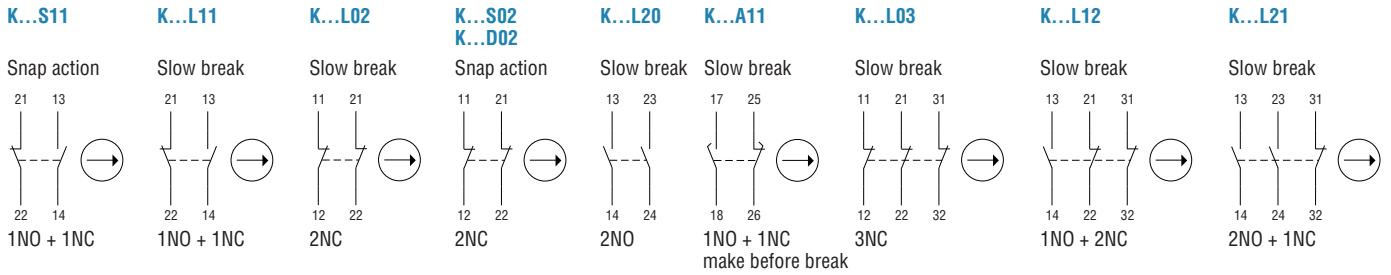 K…S11 K…L11 K…L02 K…S02 K…L20 K…A11 K…L03 K…L12 K…L21
K…D02
Snap action Slow break Slow break Snap action Slow break Slow break Slow break Slow break Slow break
21 13 21 13 11 21 11 21 13 23 17 25 11 21 31 13 21 31 13 23 31
22 14 22 14 12 22 12 22 14 24 18 26 12 22 32 14 22 32 14 24 32
1NO + 1NC 1NO + 1NC 2NC 2NC 2NO 1NO + 1NC 3NC 1NO + 2NC 2NO + 1NC
make before break